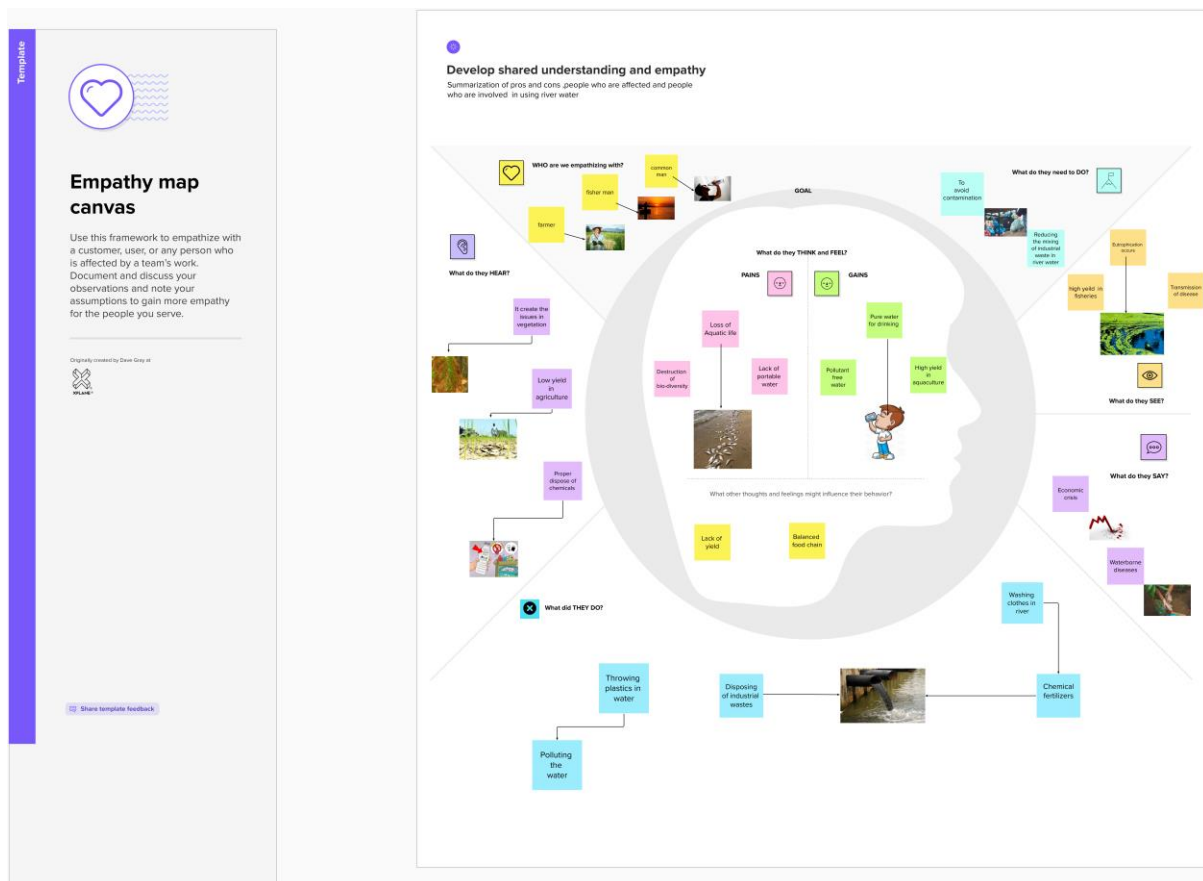 Template
Empathy map
canvas
Use this framework to empathize with
a customer, user, or any person who
is affected by a team's work.
Document and discuss your
observations and note your
assumptions to gain more empathy
for the people you serve.
Originally created by Dave Gray at
XPLANE
Share template feedback
Develop shared understanding and empathy
Summarization of pros and cons ,people who are affected and people
who are involved in using river water
WHO are we empathizing with?
common
man
fisher man
farmer
GOAL
What do they need to DO?
To
avoid
contamination
Reducing
the mining
of industrial
waste in
river water
What do they HEAR?
It create the
issues in
vegetation
Low yield
in
agriculture
Proper
dispose of
chemicals
What do they THINK and FEEL?
PAINS
GAINS
Loss of
Aquatic life
Destruction
of
bio-diversity
Lack of
portable
water
Pure water
for drinking
Pollutant
free
water
High yield
in
aquaculture
What other thoughts and feelings might influence their behavior?
Lack of
yield
Balanced
food chain
occurs
high yeild in
fisheries
Transmission
of disease
What do they SEE?
What do they SAY?
Economic
crisis
Waterborne
diseases
What did THEY DO?
Washing
clothes in
river
Throwing
plastics in
water
Disposing
of industrial
wastes
Chemical
fertilizers
Polluting
the
water